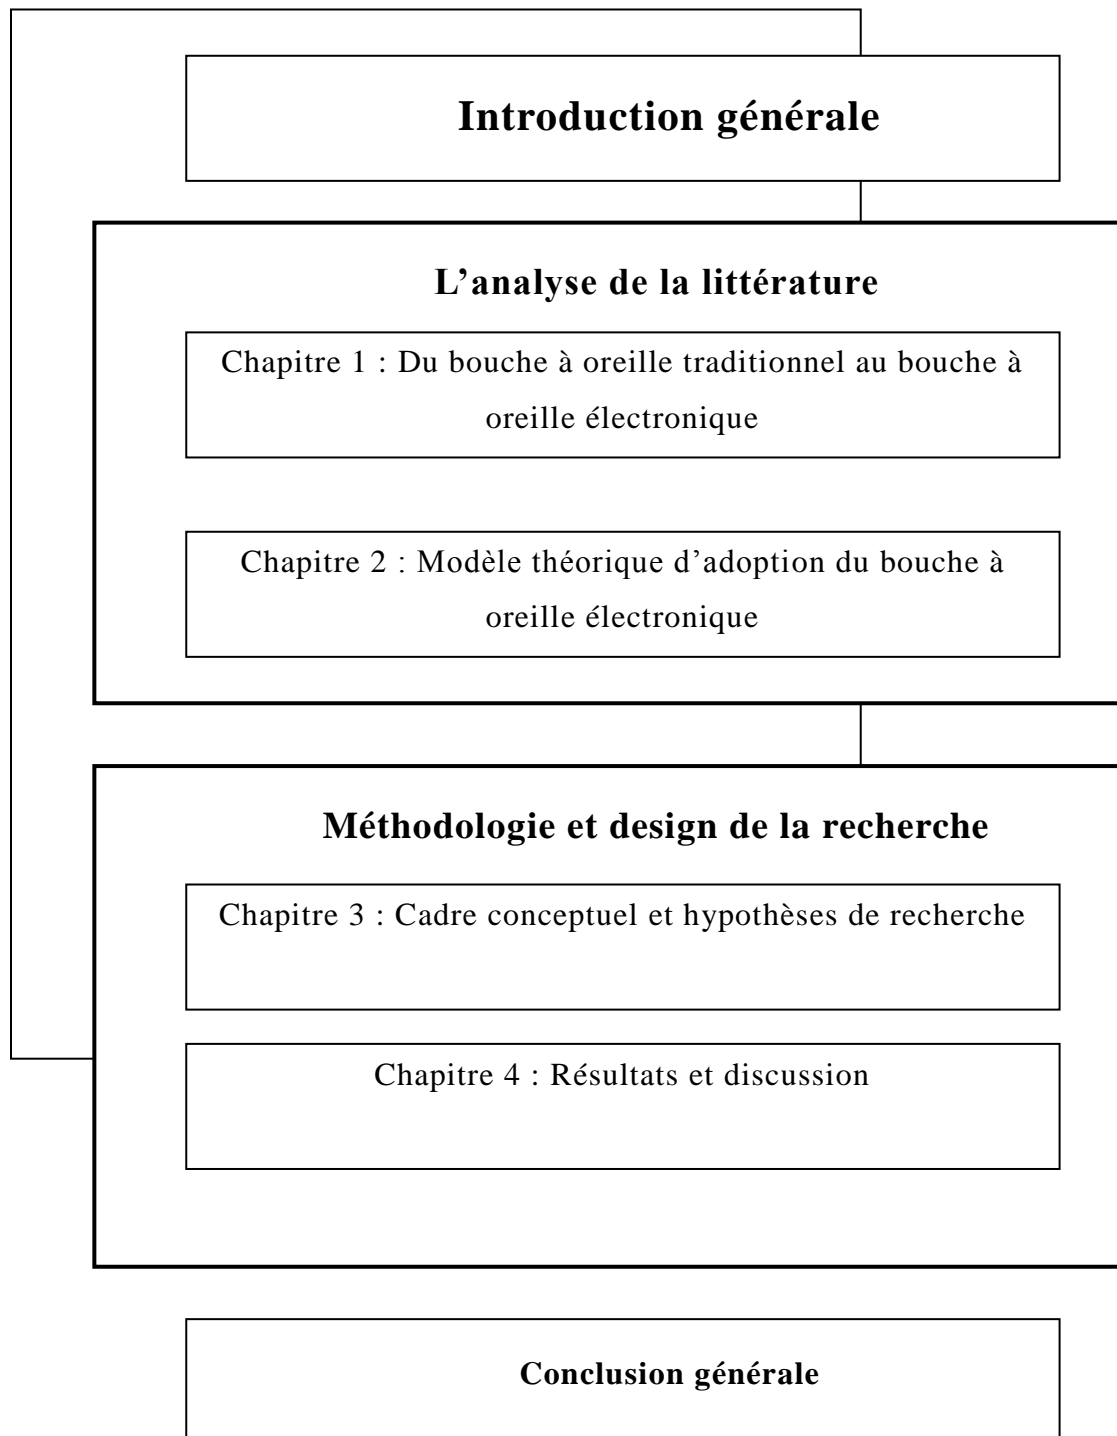 Introduction générale
L’analyse de la littérature
Chapitre 1 : Du bouche à oreille traditionnel au bouche à
oreille électronique
Chapitre 2 : Modèle théorique d’adoption du bouche à
oreille électronique
Méthodologie et design de la recherche
Chapitre 3 : Cadre conceptuel et hypothèses de recherche
Chapitre 4 : Résultats et discussion
Conclusion générale